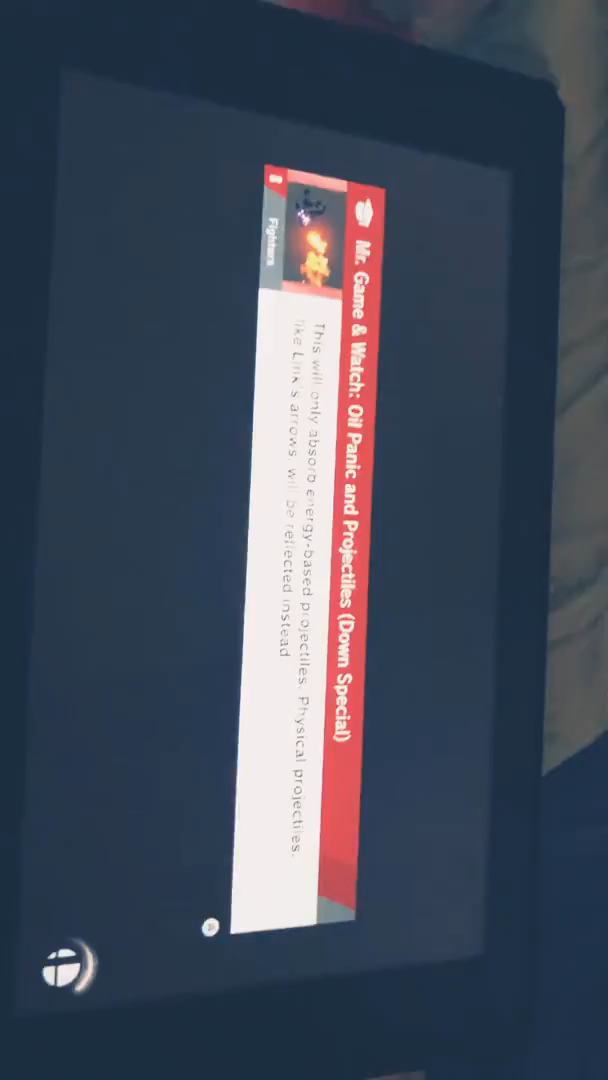 Mr. Game & Watch: Oil Panic and Projectiles (Down Special)
This will only absorb energy-based projectiles. Physical projectiles,
like Link's arrows, will be reflected instead.
8 Fighters
A